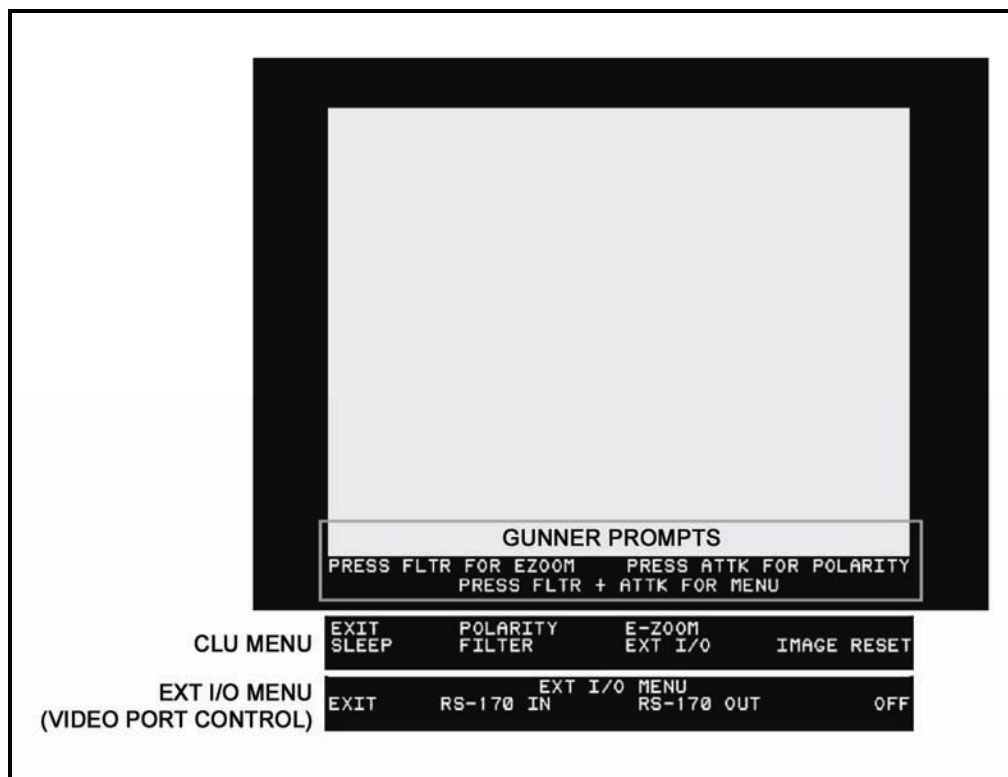 GUNNER PROMPTS
PRESS FLTR FOR EZOOM PRESS ATTK FOR POLARITY
PRESS FLTR + ATTK FOR MENU
CLU MENU
EXIT POLARITY E-ZOOM
SLEEP FILTER EXT I/O IMAGE RESET
EXT I/O MENU
(VIDEO PORT CONTROL)
EXT I/O MENU
EXIT RS-170 IN RS-170 OUT OFF